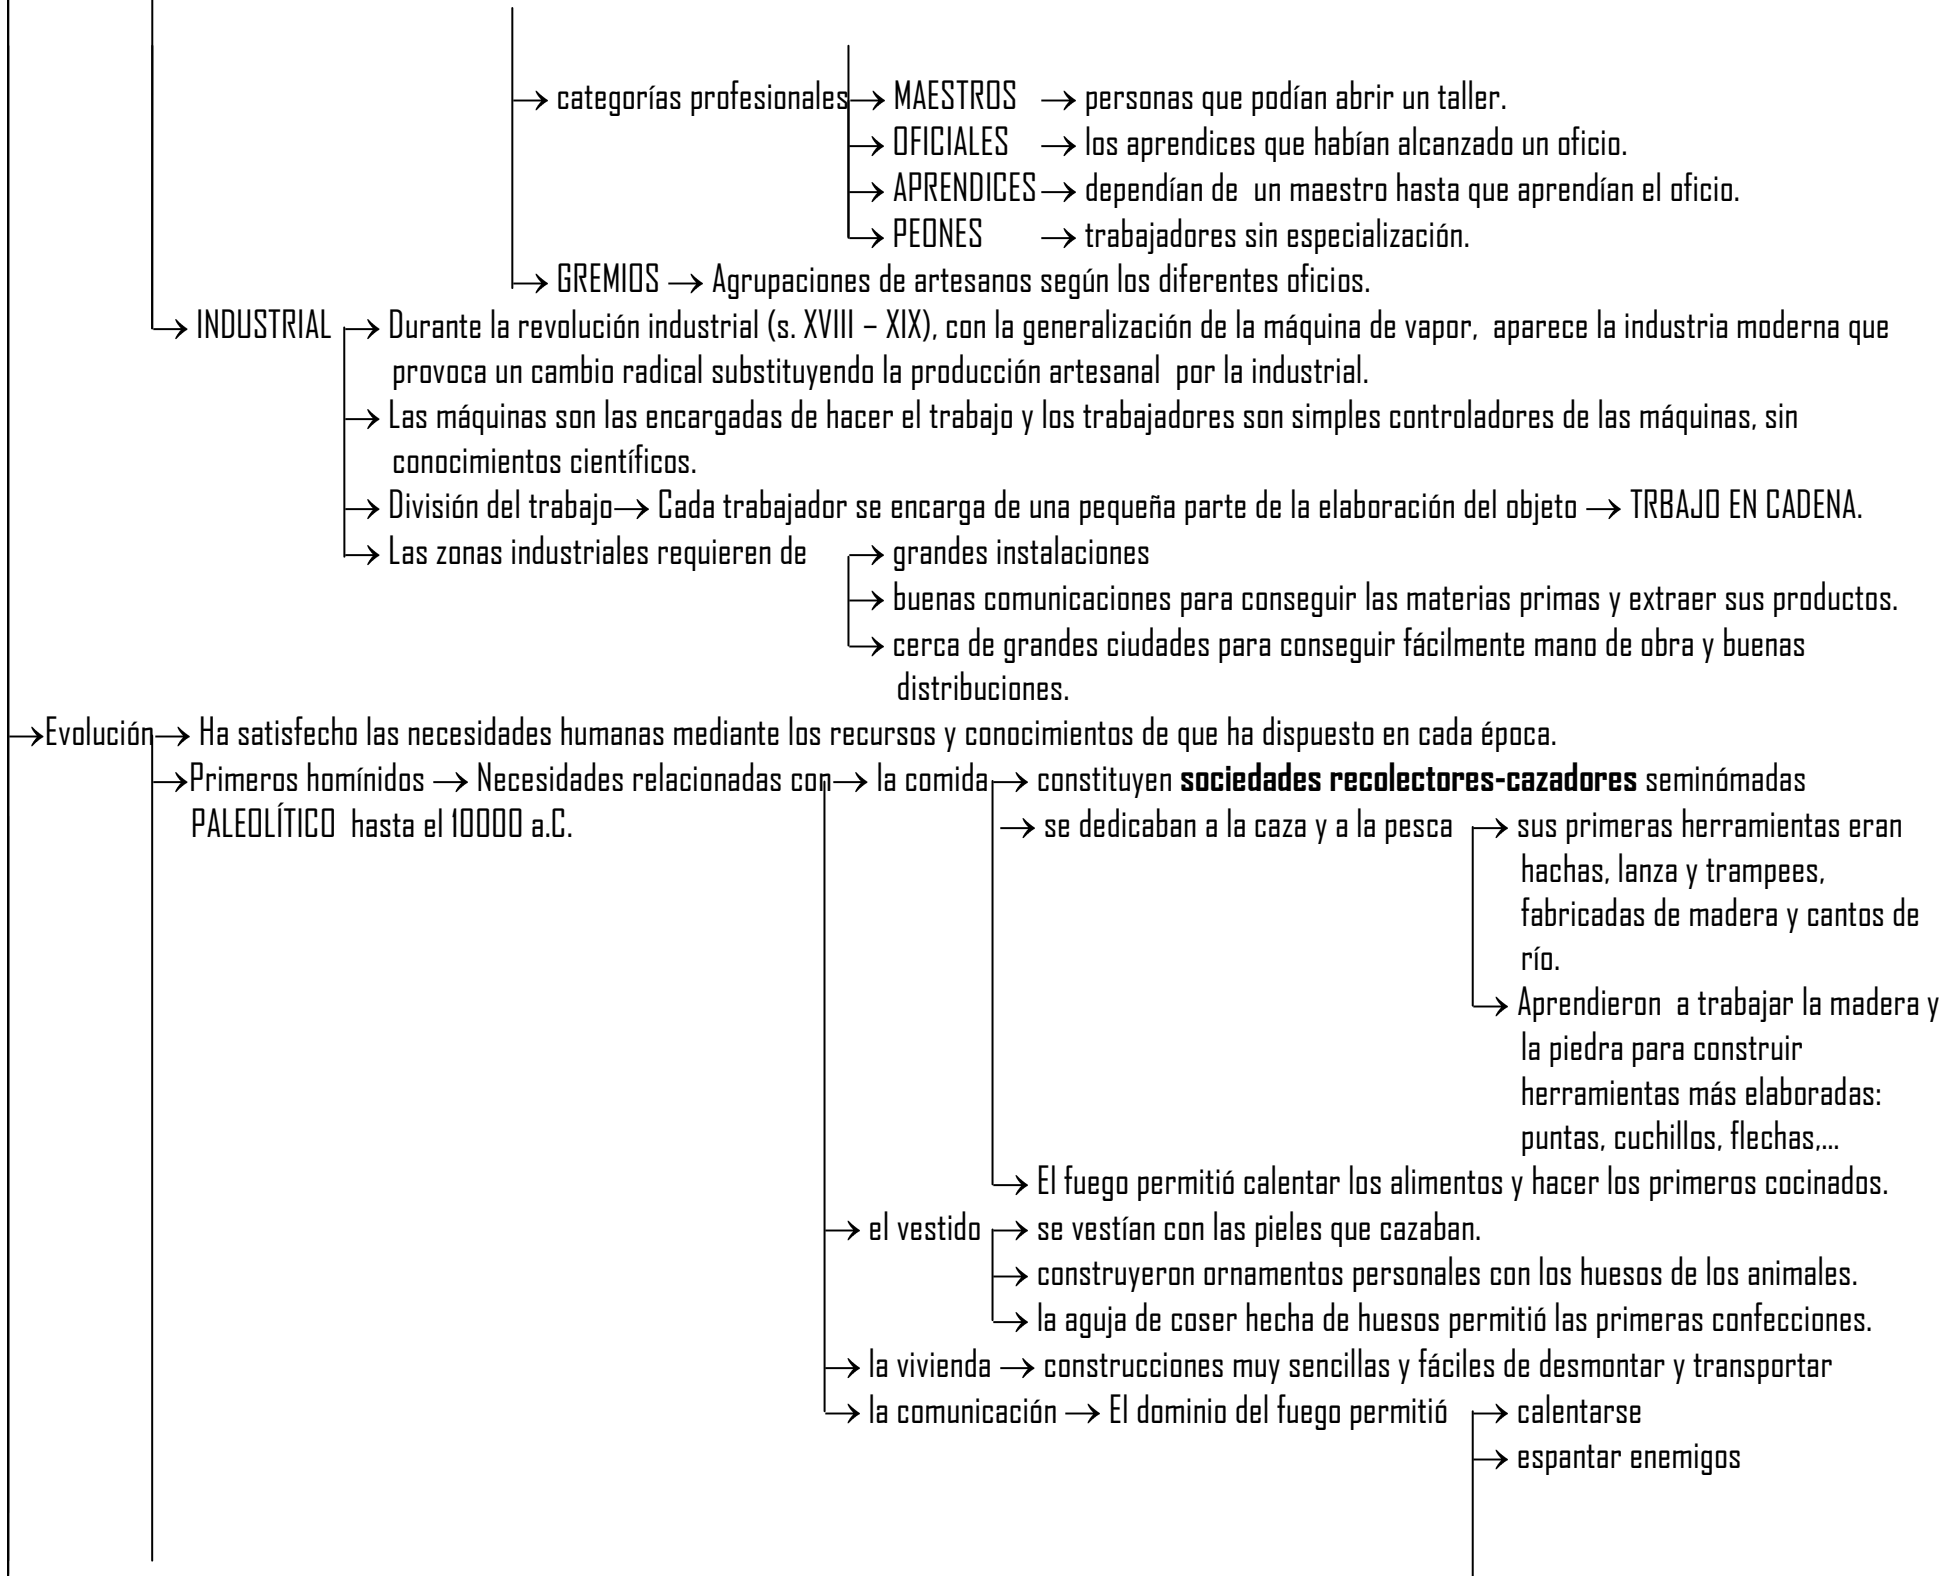 → categorías profesionales → MAESTROS → personas que podían abrir un taller.
→ OFICIALES → los aprendices que habían alcanzado un oficio.
→ APRENDICES → dependían de un maestro hasta que aprendían el oficio.
→ PEONES → trabajadores sin especialización.
→ GREMIOS → Agrupaciones de artesanos según los diferentes oficios.
→ INDUSTRIAL → Durante la revolución industrial (s. XVIII – XIX), con la generalización de la máquina de vapor, aparece la industria moderna que
provoca un cambio radical substituyendo la producción artesanal por la industrial.
→ Las máquinas son las encargadas de hacer el trabajo y los trabajadores son simples controladores de las máquinas, sin
conocimientos científicos.
→ División del trabajo → Cada trabajador se encarga de una pequeña parte de la elaboración del objeto → TRBAJO EN CADENA.
→ Las zonas industriales requieren de → grandes instalaciones
→ buenas comunicaciones para conseguir las materias primas y extraer sus productos.
→ cerca de grandes ciudades para conseguir fácilmente mano de obra y buenas
distribuciones.
→ Evolución → Ha satisfecho las necesidades humanas mediante los recursos y conocimientos de que ha dispuesto en cada época.
→ Primeros homínidos → Necesidades relacionadas con → la comida → constituyen sociedades recolectores-cazadores seminómadas
PALEOLÍTICO hasta el 10000 a.C. → se dedicaban a la caza y a la pesca → sus primeras herramientas eran
hachas, lanza y trampees,
fabricadas de madera y cantos de
río.
→ Aprendieron a trabajar la madera y
la piedra para construir
herramientas más elaboradas:
puntas, cuchillos, flechas,...
→ El fuego permitió calentar los alimentos y hacer los primeros cocinados.
→ el vestido → se vestían con las pieles que cazaban.
→ construyeron ornamentos personales con los huesos de los animales.
→ la aguja de coser hecha de huesos permitió las primeras confecciones.
→ la vivienda → construcciones muy sencillas y fáciles de desmontar y transportar
→ la comunicación → El dominio del fuego permitió → calentarse
→ espantar enemigos